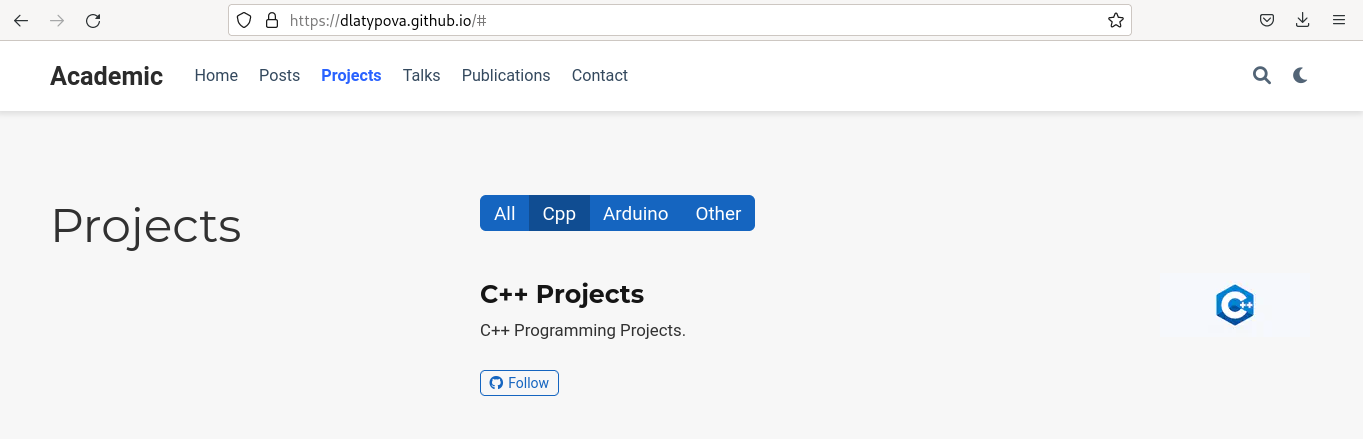 https://dlatypova.github.io/#
Academic Home Posts Projects Talks Publications Contact
Projects
All Cpp Arduino Other
C++ Projects
C++ Programming Projects.
C++
Follow